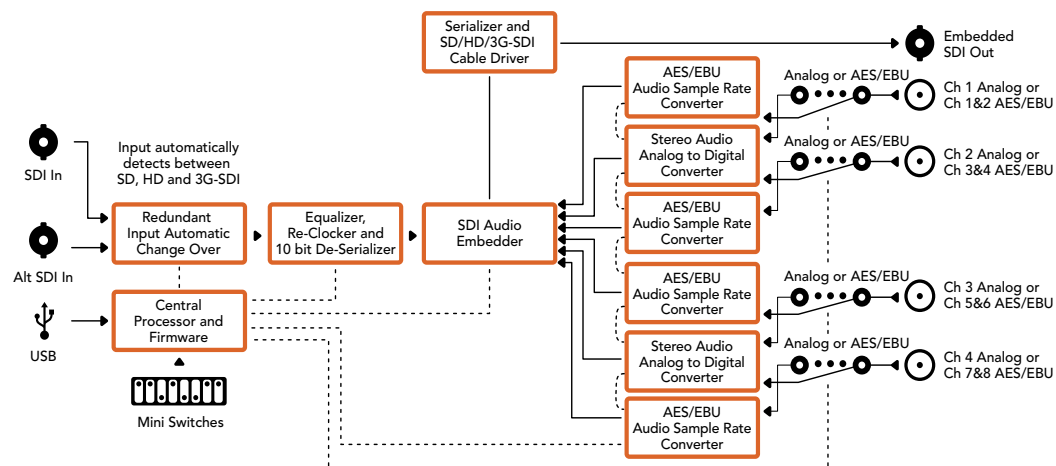 Serializer and
SD/HD/3G-SDI
Cable Driver
Embedded
SDI Out
AES/EBU
Audio Sample Rate
Converter
Analog or AES/EBU
Ch 1 Analog or
Ch 1&2 AES/EBU
Stereo Audio
Analog to Digital
Converter
Analog or AES/EBU
Ch 2 Analog or
Ch 3&4 AES/EBU
SDI In
Input automatically
detects between
SD, HD and 3G-SDI
AES/EBU
Audio Sample Rate
Converter
Alt SDI In
Redundant
Input Automatic
Change Over
Equalizer,
Re-Clocker and
10 bit De-Serializer
SDI Audio
Embedder
AES/EBU
Audio Sample Rate
Converter
Analog or AES/EBU
Ch 3 Analog or
Ch 5&6 AES/EBU
USB
Central
Processor and
Firmware
Stereo Audio
Analog to Digital
Converter
Analog or AES/EBU
Ch 4 Analog or
Ch 7&8 AES/EBU
Mini Switches
AES/EBU
Audio Sample Rate
Converter